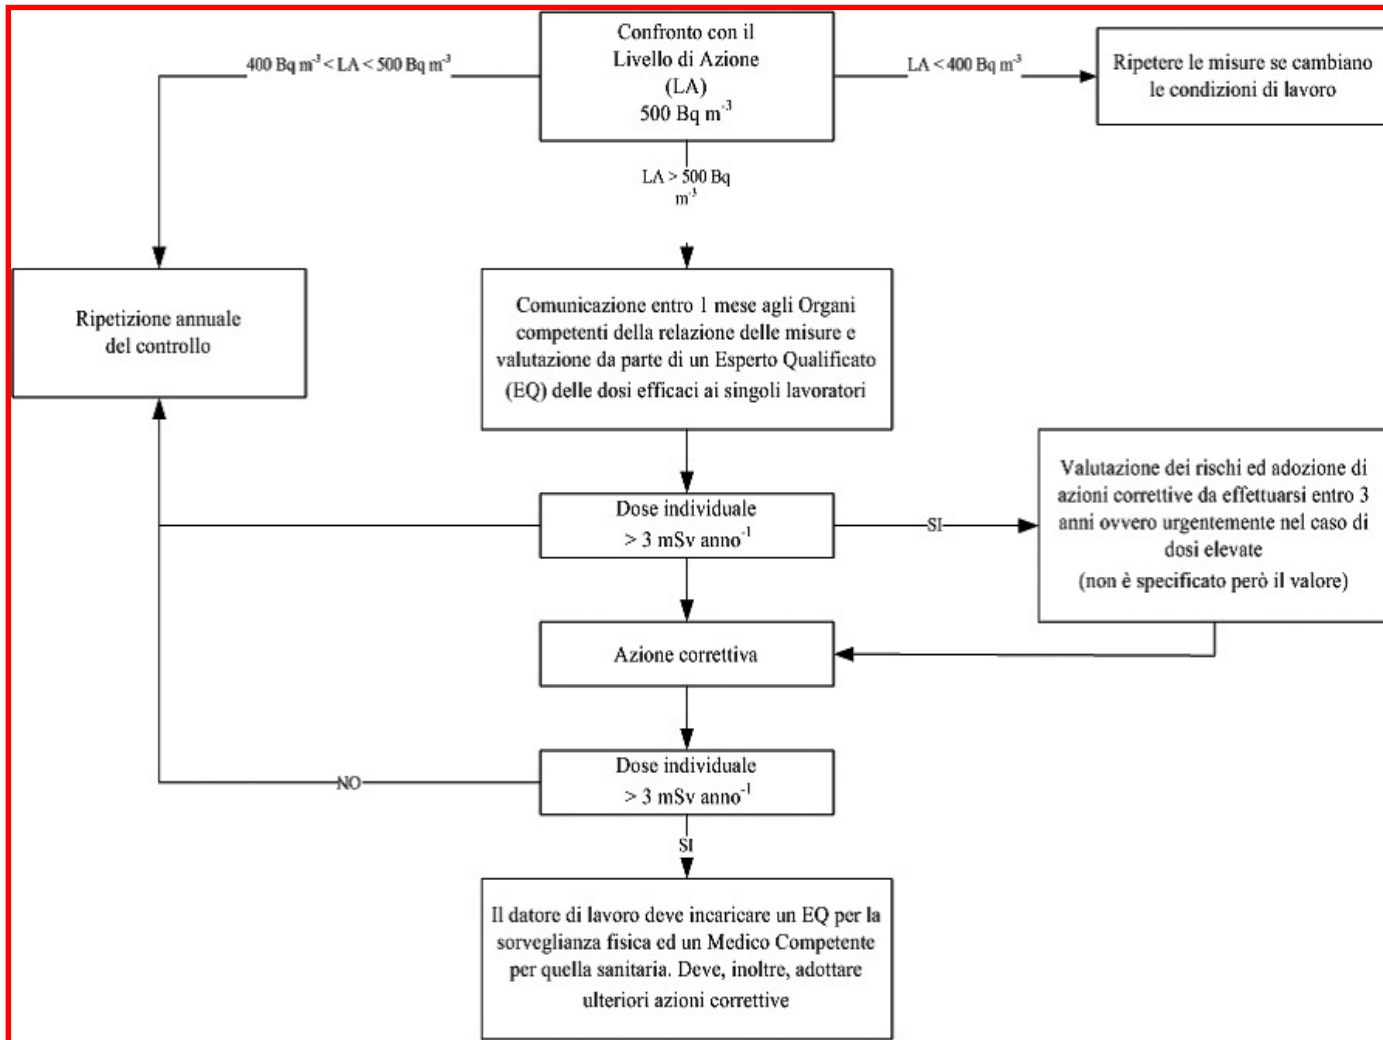 Confronto con il
Livello di Azione
(LA)
500 Bq m⁻³
400 Bq m⁻³ < LA < 500 Bq m⁻³
LA < 400 Bq m⁻³
Ripetere le misure se cambiano
le condizioni di lavoro
LA > 500 Bq
m⁻³
Ripetizione annuale
del controllo
Comunicazione entro 1 mese agli Organi
competenti della relazione delle misure e
valutazione da parte di un Esperto Qualificato
(EQ) delle dosi efficaci ai singoli lavoratori
Dose individuale
> 3 mSv anno⁻¹
SI
Valutazione dei rischi ed adozione di
azioni correttive da effettuarsi entro 3
anni ovvero urgentemente nel caso di
dosi elevate
(non è specificato però il valore)
Azione correttiva
Dose individuale
> 3 mSv anno⁻¹
NO
SI
Il datore di lavoro deve incaricare un EQ per la
sorveglianza fisica ed un Medico Competente
per quella sanitaria. Deve, inoltre, adottare
ulteriori azioni correttive